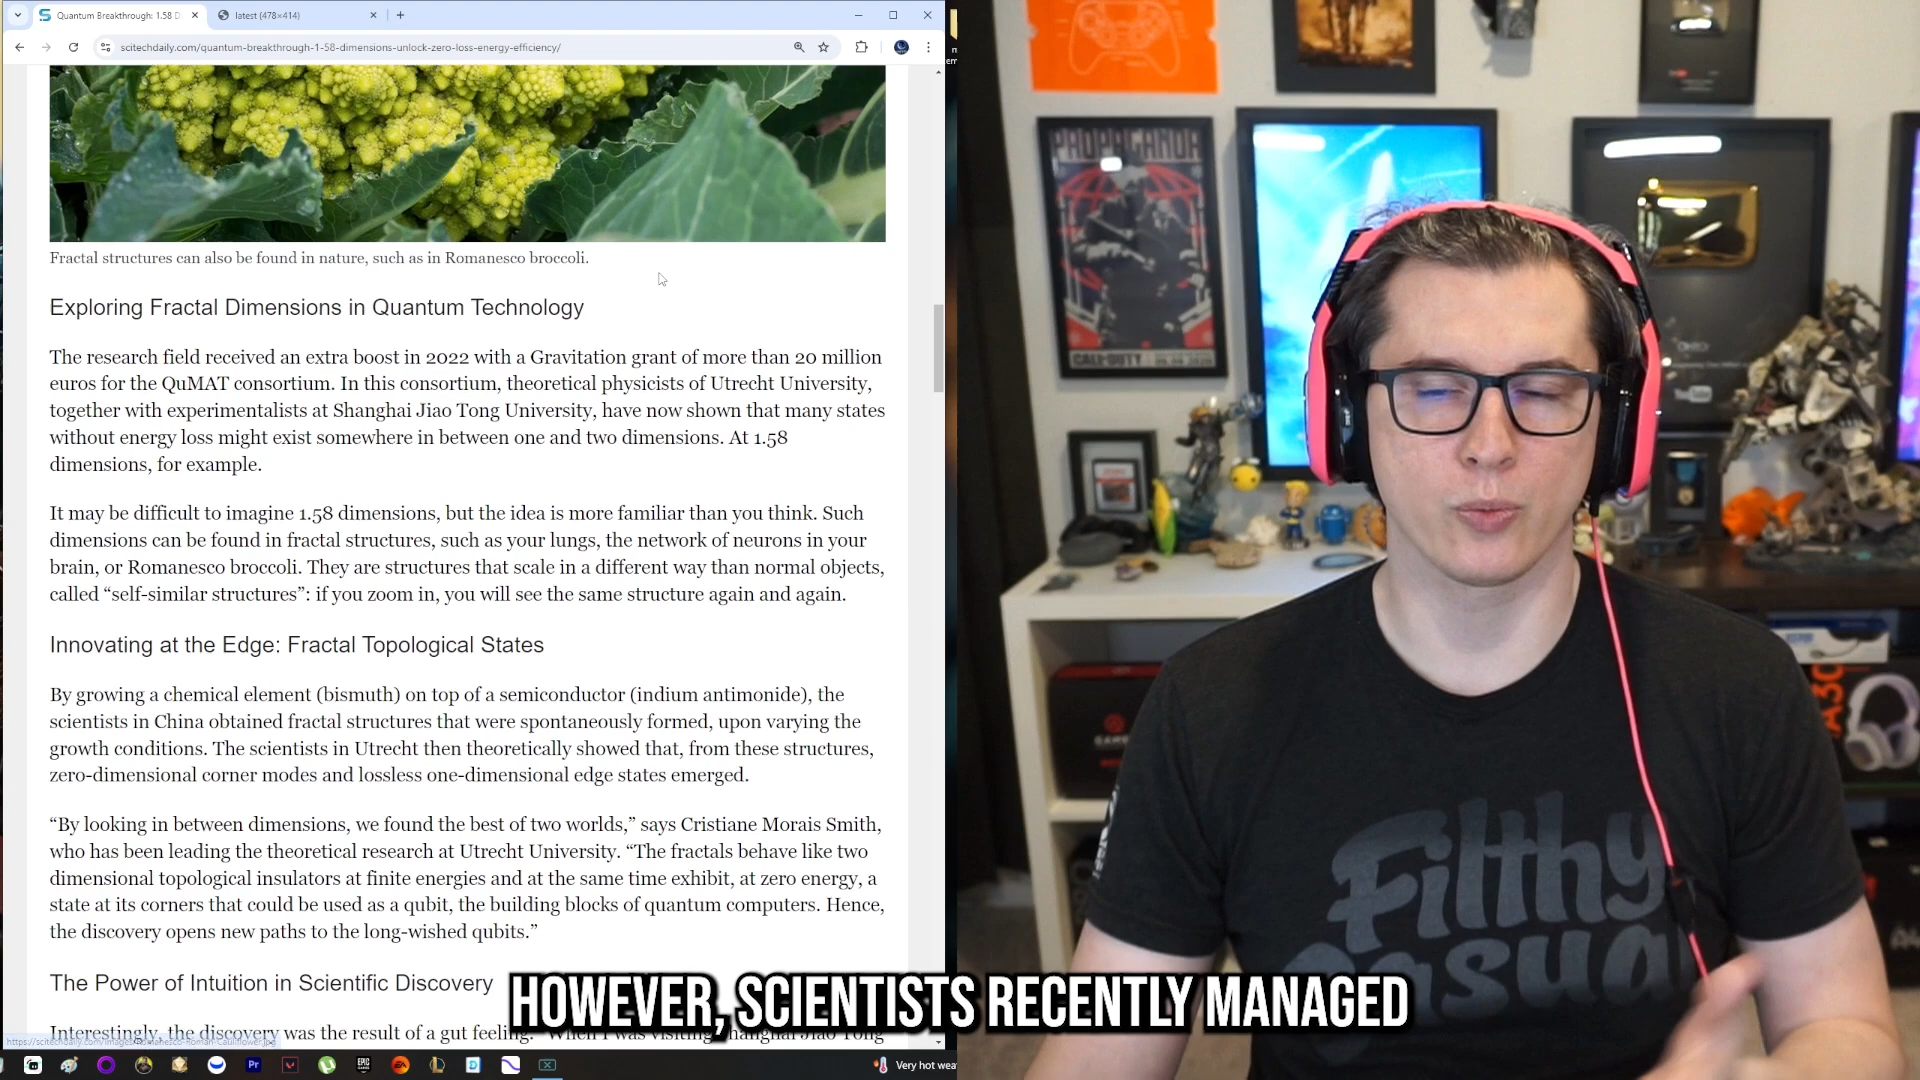 Quantum Breakthrough: 1.58 D
latest (478×414)
scitechdaily.com/quantum-breakthrough-1-58-dimensions-unlock-zero-loss-energy-efficiency/
Fractal structures can also be found in nature, such as in Romanesco broccoli.
Exploring Fractal Dimensions in Quantum Technology
The research field received an extra boost in 2022 with a Gravitation grant of more than 20 million
euros for the QuMAT consortium. In this consortium, theoretical physicists of Utrecht University,
together with experimentalists at Shanghai Jiao Tong University, have now shown that many states
without energy loss might exist somewhere in between one and two dimensions. At 1.58
dimensions, for example.
It may be difficult to imagine 1.58 dimensions, but the idea is more familiar than you think. Such
dimensions can be found in fractal structures, such as your lungs, the network of neurons in your
brain, or Romanesco broccoli. They are structures that scale in a different way than normal objects,
called “self-similar structures”: if you zoom in, you will see the same structure again and again.
Innovating at the Edge: Fractal Topological States
By growing a chemical element (bismuth) on top of a semiconductor (indium antimonide), the
scientists in China obtained fractal structures that were spontaneously formed, upon varying the
growth conditions. The scientists in Utrecht then theoretically showed that, from these structures,
zero-dimensional corner modes and lossless one-dimensional edge states emerged.
“By looking in between dimensions, we found the best of two worlds,” says Cristiane Morais Smith,
who has been leading the theoretical research at Utrecht University. “The fractals behave like two
dimensional topological insulators at finite energies and at the same time exhibit, at zero energy, a
state at its corners that could be used as a qubit, the building blocks of quantum computers. Hence,
the discovery opens new paths to the long-wished qubits.”
The Power of Intuition in Scientific Discovery
Interestingly, the discovery was the result of a gut feeling. “When I was visiting Shanghai Jiao Tong
Very hot wea
PROPAGANDA
CALL OF DUTY
YouTube
A30
Filthy
Casual
HOWEVER, SCIENTISTS RECENTLY MANAGED